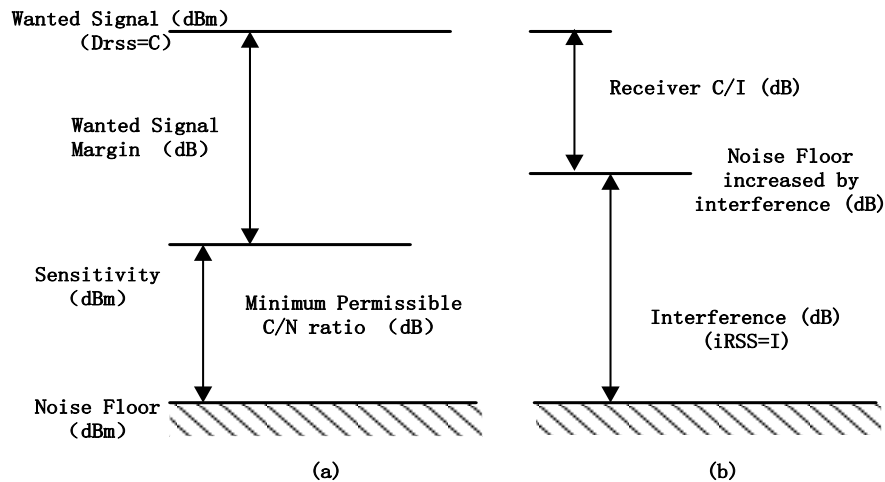 Wanted Signal (dBm)
(Drss=C)
Wanted Signal
Margin (dB)
Sensitivity
(dBm)
Minimum Permissible
C/N ratio (dB)
Noise Floor
(dBm)
(a)
Receiver C/I (dB)
Noise Floor
increased by
interference (dB)
Interference (dB)
(iRSS=I)
(b)